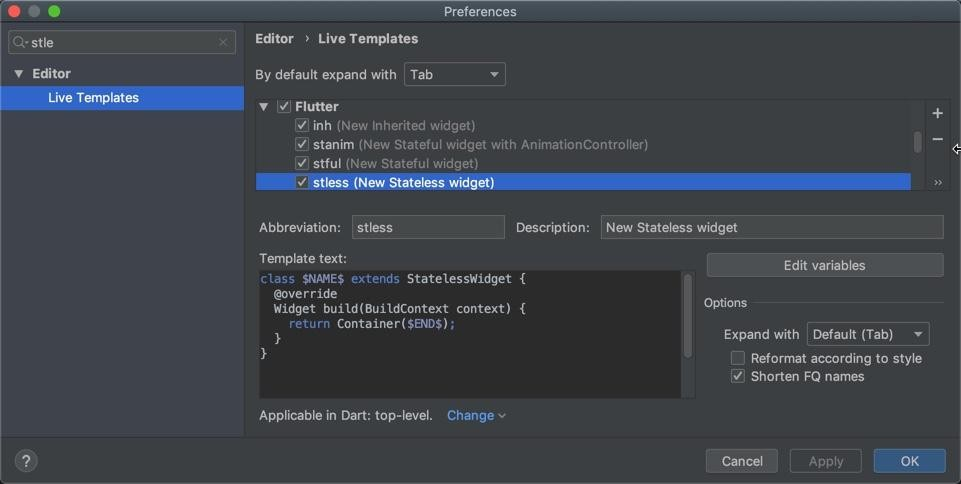 Preferences
stle
Editor
Live Templates
Editor › Live Templates
By default expand with Tab
Flutter
inh (New Inherited widget)
stanim (New Stateful widget with AnimationController)
stful (New Stateful widget)
stless (New Stateless widget)
Abbreviation: stless Description: New Stateless widget
Template text:
class $NAME$ extends StatelessWidget {
  @override
  Widget build(BuildContext context) {
    return Container($END$);
  }
}
Edit variables
Options
Expand with Default (Tab)
Reformat according to style
Shorten FQ names
Applicable in Dart: top-level. Change
? Cancel Apply OK